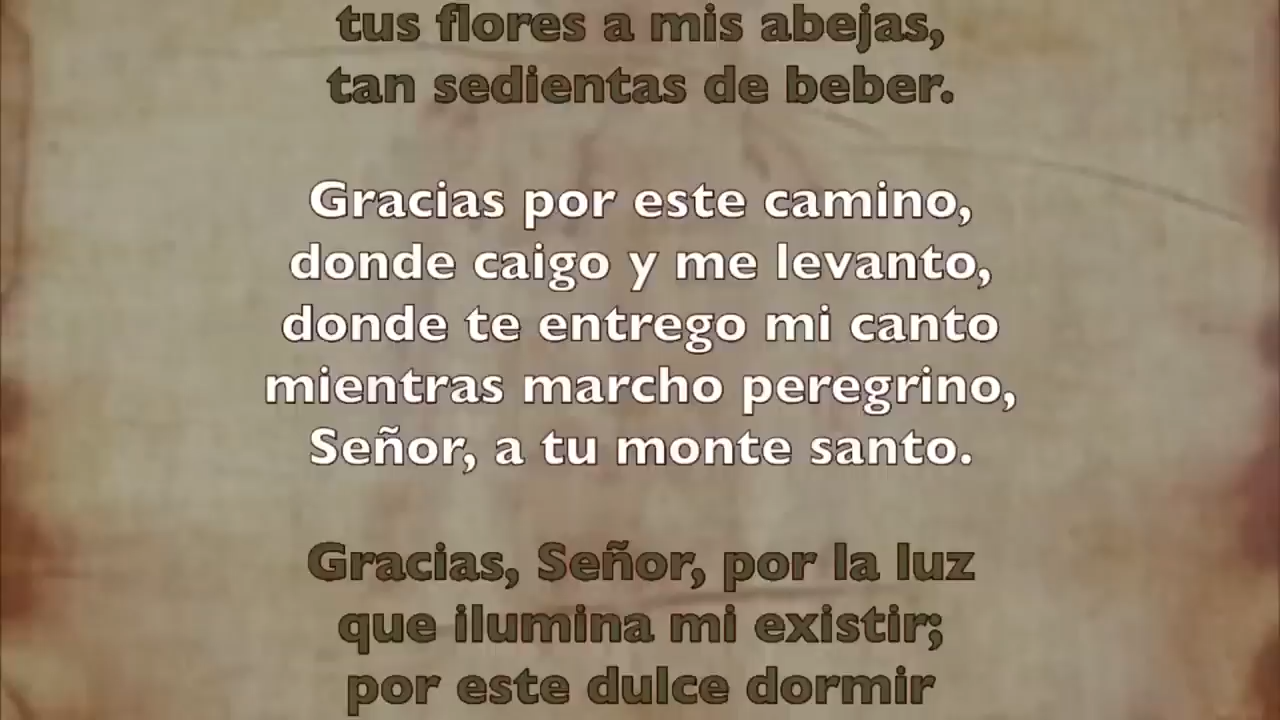 tus flores a mis abejas,
tan sedientas de beber.
Gracias por este camino,
donde caigo y me levanto,
donde te entrego mi canto
mientras marcho peregrino,
Señor, a tu monte santo.
Gracias, Señor, por la luz
que ilumina mi existir;
por este dulce dormir